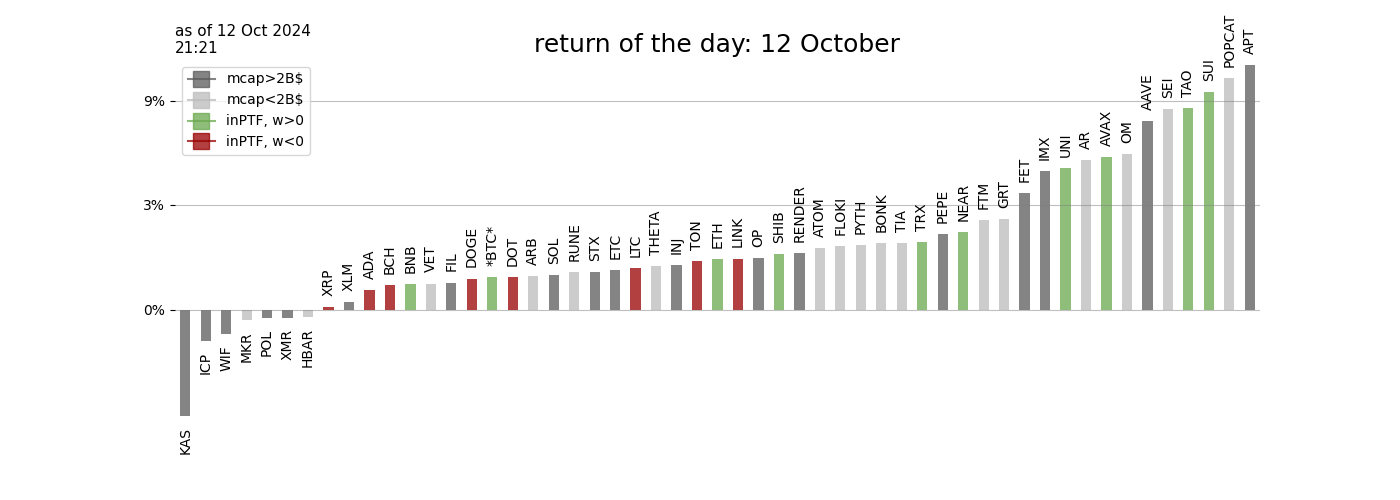 as of 12 Oct 2024
21:21
return of the day: 12 October
mcap>2B$
mcap<2B$
inPTF, w>0
inPTF, w<0
9%
3%
0%
KAS
ICP
WIF
MKR
POL
XMR
HBAR
XRP
XLM
ADA
BCH
BNB
VET
FIL
DOGE
*BTC*
DOT
ARB
SOL
RUNE
STX
ETC
LTC
THETA
INJ
TON
ETH
LINK
OP
SHIB
RENDER
ATOM
FLOKI
PYTH
BONK
TIA
TRX
PEPE
NEAR
FTM
GRT
FET
IMX
UNI
AR
AVAX
OM
AAVE
SEI
TAO
SUI
POPCAT
APT